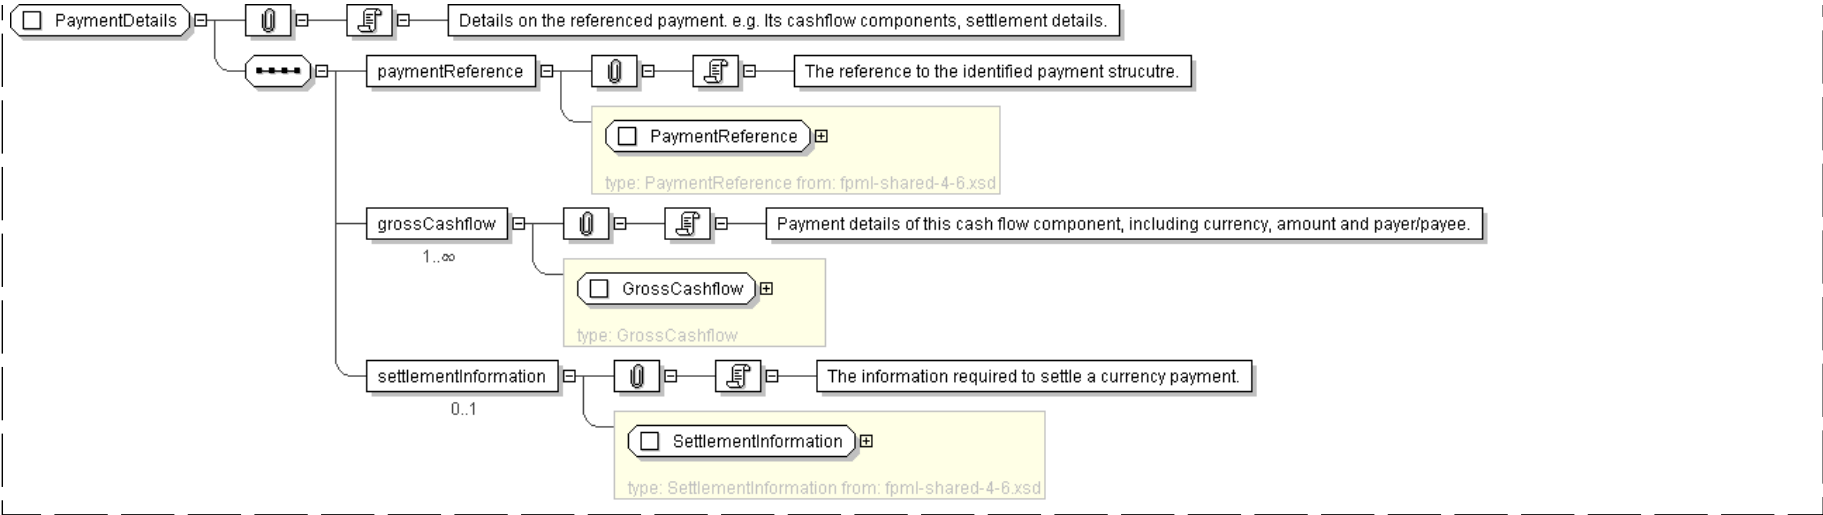 PaymentDetails
Details on the referenced payment. e.g. Its cashflow components, settlement details.
paymentReference
The reference to the identified payment strucutre.
PaymentReference
type: PaymentReference from: fpml-shared-4-6.xsd
grossCashflow
Payment details of this cash flow component, including currency, amount and payer/payee.
1..∞
GrossCashflow
type: GrossCashflow
settlementInformation
The information required to settle a currency payment.
0..1
SettlementInformation
type: SettlementInformation from: fpml-shared-4-6.xsd